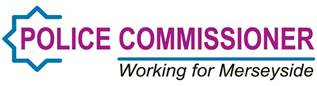 POLICE COMMISSIONER
Working for Merseyside